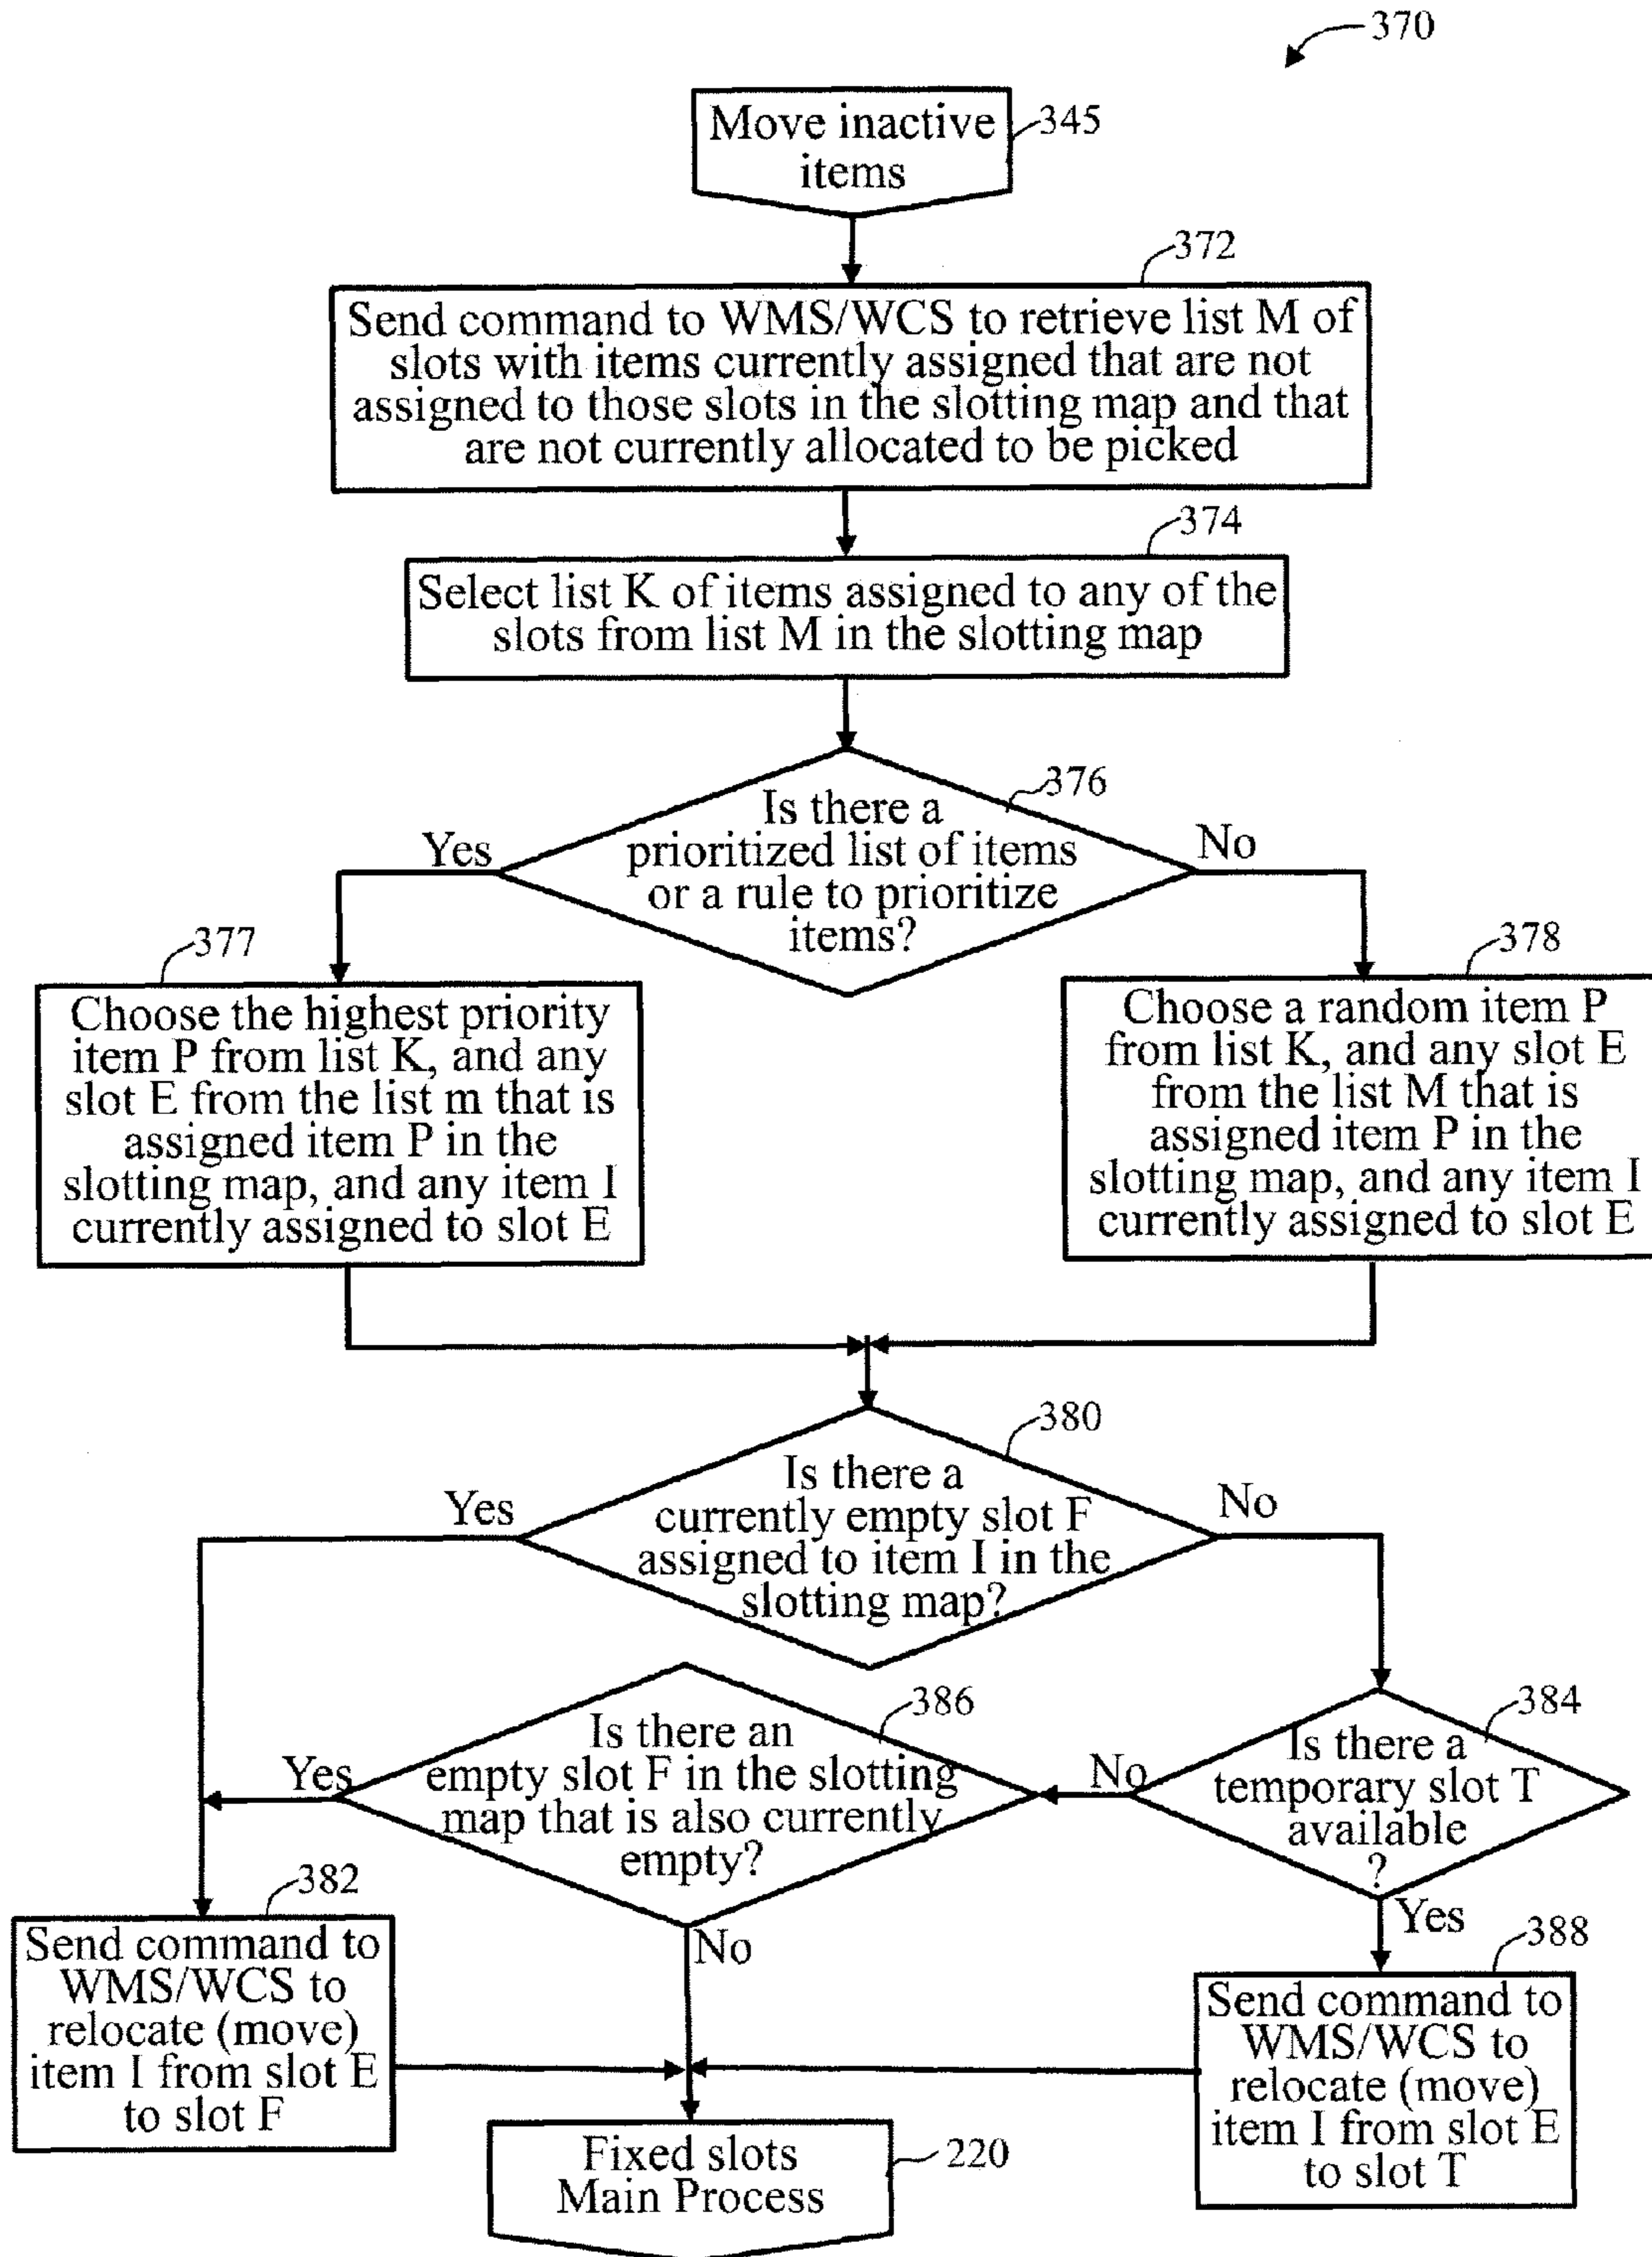 370
Move inactive
items
345
372
Send command to WMS/WCS to retrieve list M of
slots with items currently assigned that are not
assigned to those slots in the slotting map and that
are not currently allocated to be picked
374
Select list K of items assigned to any of the
slots from list M in the slotting map
376
Is there a
prioritized list of items
or a rule to prioritize
items?
Yes
No
377
Choose the highest priority
item P from list K, and any
slot E from the list m that is
assigned item P in the
slotting map, and any item I
currently assigned to slot E
378
Choose a random item P
from list K, and any slot E
from the list M that is
assigned item P in the
slotting map, and any item I
currently assigned to slot E
380
Is there a
currently empty slot F
assigned to item I in the
slotting map?
Yes
No
386
Is there an
empty slot F in the slotting
map that is also currently
empty?
Yes
No
384
Is there a
temporary slot T
available
?
No
Yes
382
Send command to
WMS/WCS to
relocate (move)
item I from slot E
to slot F
388
Send command to
WMS/WCS to
relocate (move)
item I from slot E
to slot T
Fixed slots
Main Process
220